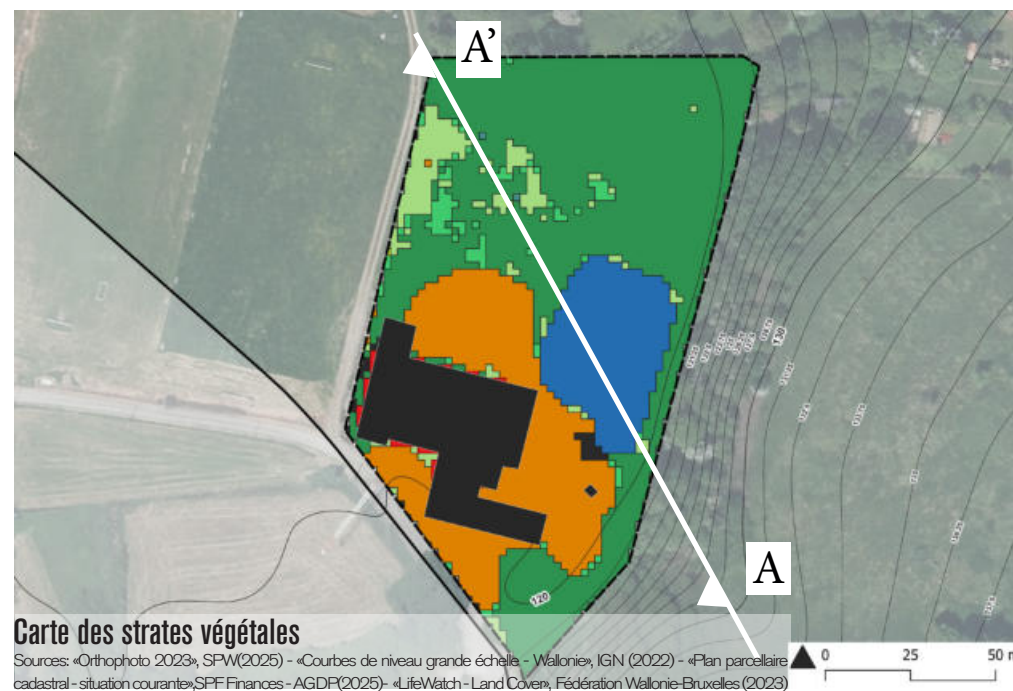 A'
130
120
A
Carte des strates végétales
Sources: «Orthophoto 2023», SPW(2025) - «Courbes de niveau grande échelle - Wallonie», IGN (2022) - «Plan parcellaire
cadastral - situation courante»,SPF Finances - AGDP(2025)- «LifeWatch - Land Cover», Fédération Wallonie-Bruxelles (2023)
0 25 50 m